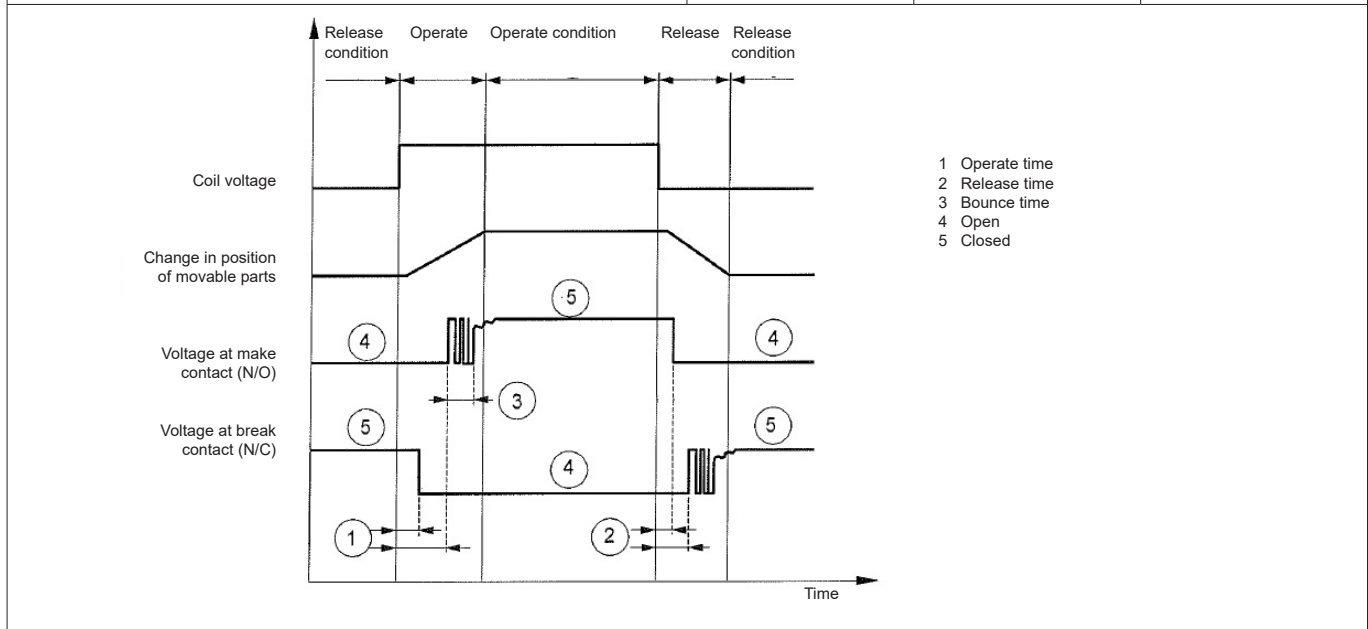 Release
condition
Operate
Operate condition
Release
Release
condition
Coil voltage
Change in position
of movable parts
5
4
4
Voltage at make
contact (N/O)
3
5
5
Voltage at break
contact (N/C)
4
1
2
Time
1 Operate time
2 Release time
3 Bounce time
4 Open
5 Closed